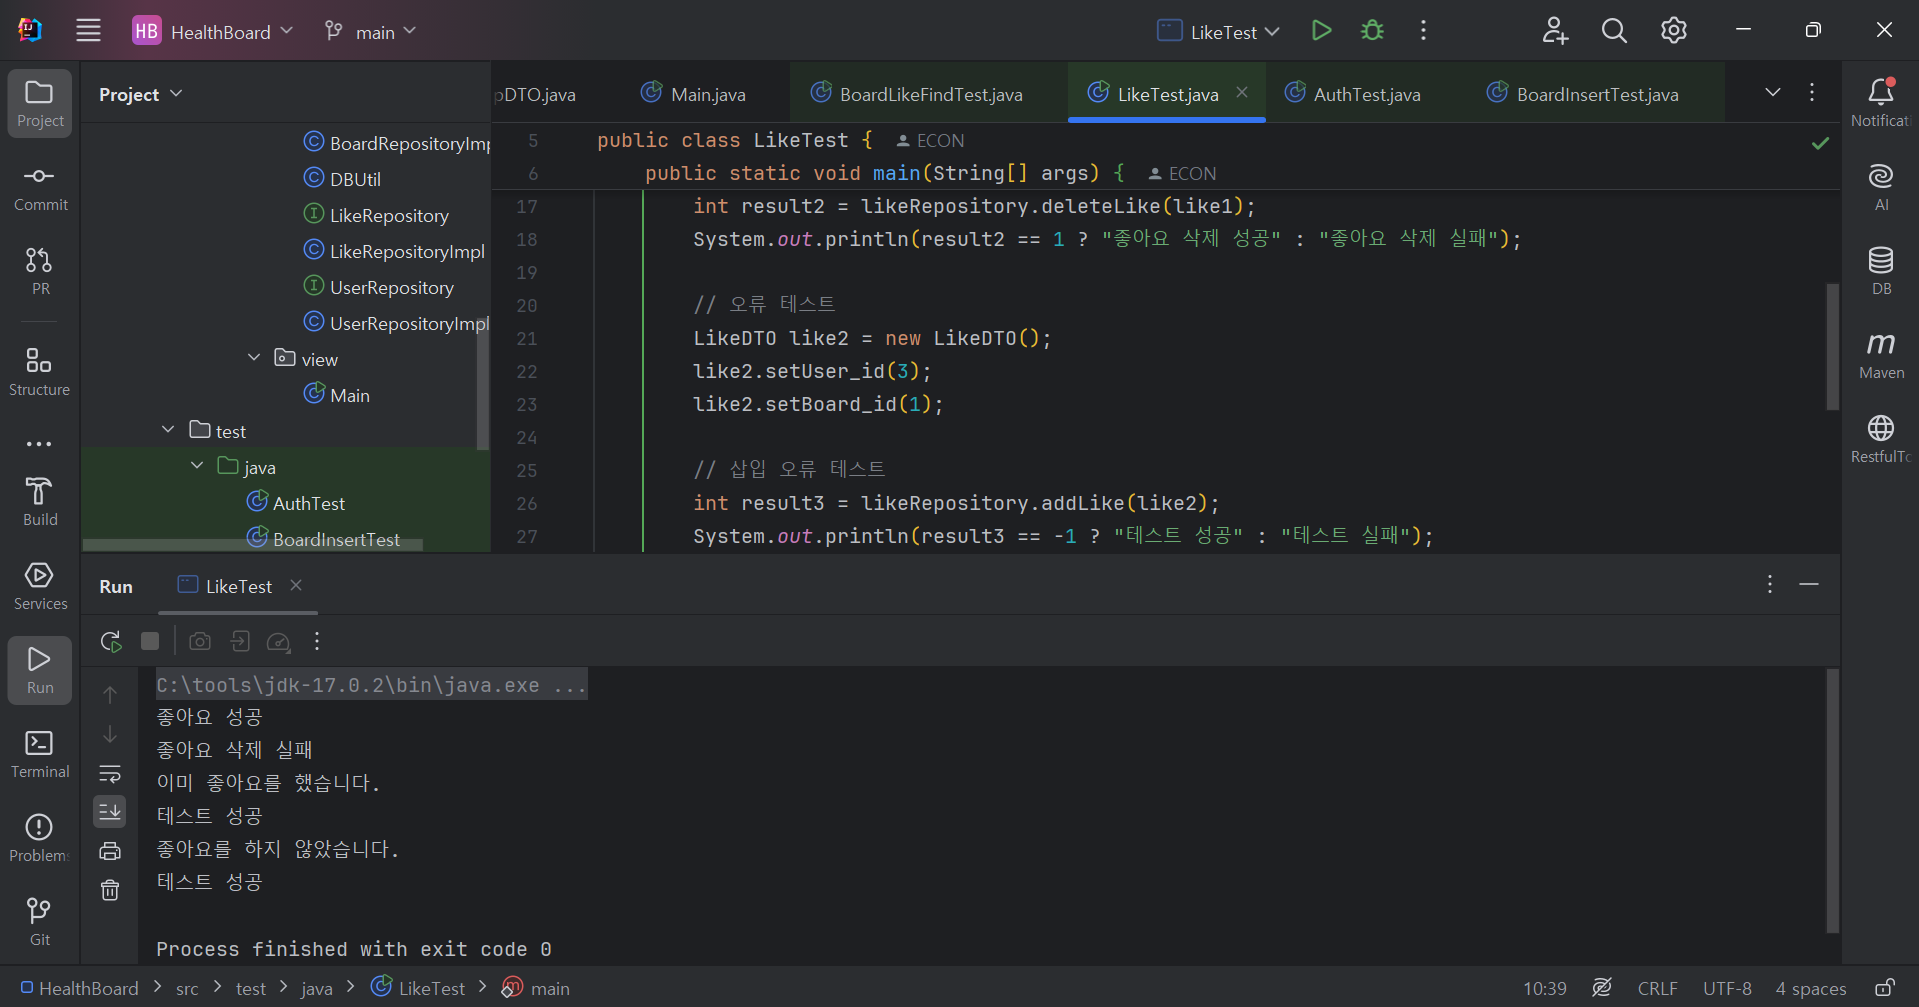 HB HealthBoard main LikeTest
Project
Commit
PR
Structure
Build
Services
Run
Terminal
Problem
Git
Project
BoardRepositoryImp
DBUtil
LikeRepository
LikeRepositoryImpl
UserRepository
UserRepositoryImpl
view
Main
test
java
AuthTest
BoardInsertTest
pDTO.java Main.java BoardLikeFindTest.java LikeTest.java AuthTest.java BoardInsertTest.java
5 public class LikeTest { ECON
6 public static void main(String[] args) { ECON
17 int result2 = likeRepository.deleteLike(like1);
18 System.out.println(result2 == 1 ? "좋아요 삭제 성공" : "좋아요 삭제 실패");
19
20 // 오류 테스트
21 LikeDTO like2 = new LikeDTO();
22 like2.setUser_id(3);
23 like2.setBoard_id(1);
24
25 // 삽입 오류 테스트
26 int result3 = likeRepository.addLike(like2);
27 System.out.println(result3 == -1 ? "테스트 성공" : "테스트 실패");
Notificat
AI
DB
m
Maven
RestfulTo
Run LikeTest
C:\tools\jdk-17.0.2\bin\java.exe ...
좋아요 성공
좋아요 삭제 실패
이미 좋아요를 했습니다.
테스트 성공
좋아요를 하지 않았습니다.
테스트 성공
Process finished with exit code 0
HealthBoard > src > test > java > LikeTest > main 10:39 CRLF UTF-8 4 spaces